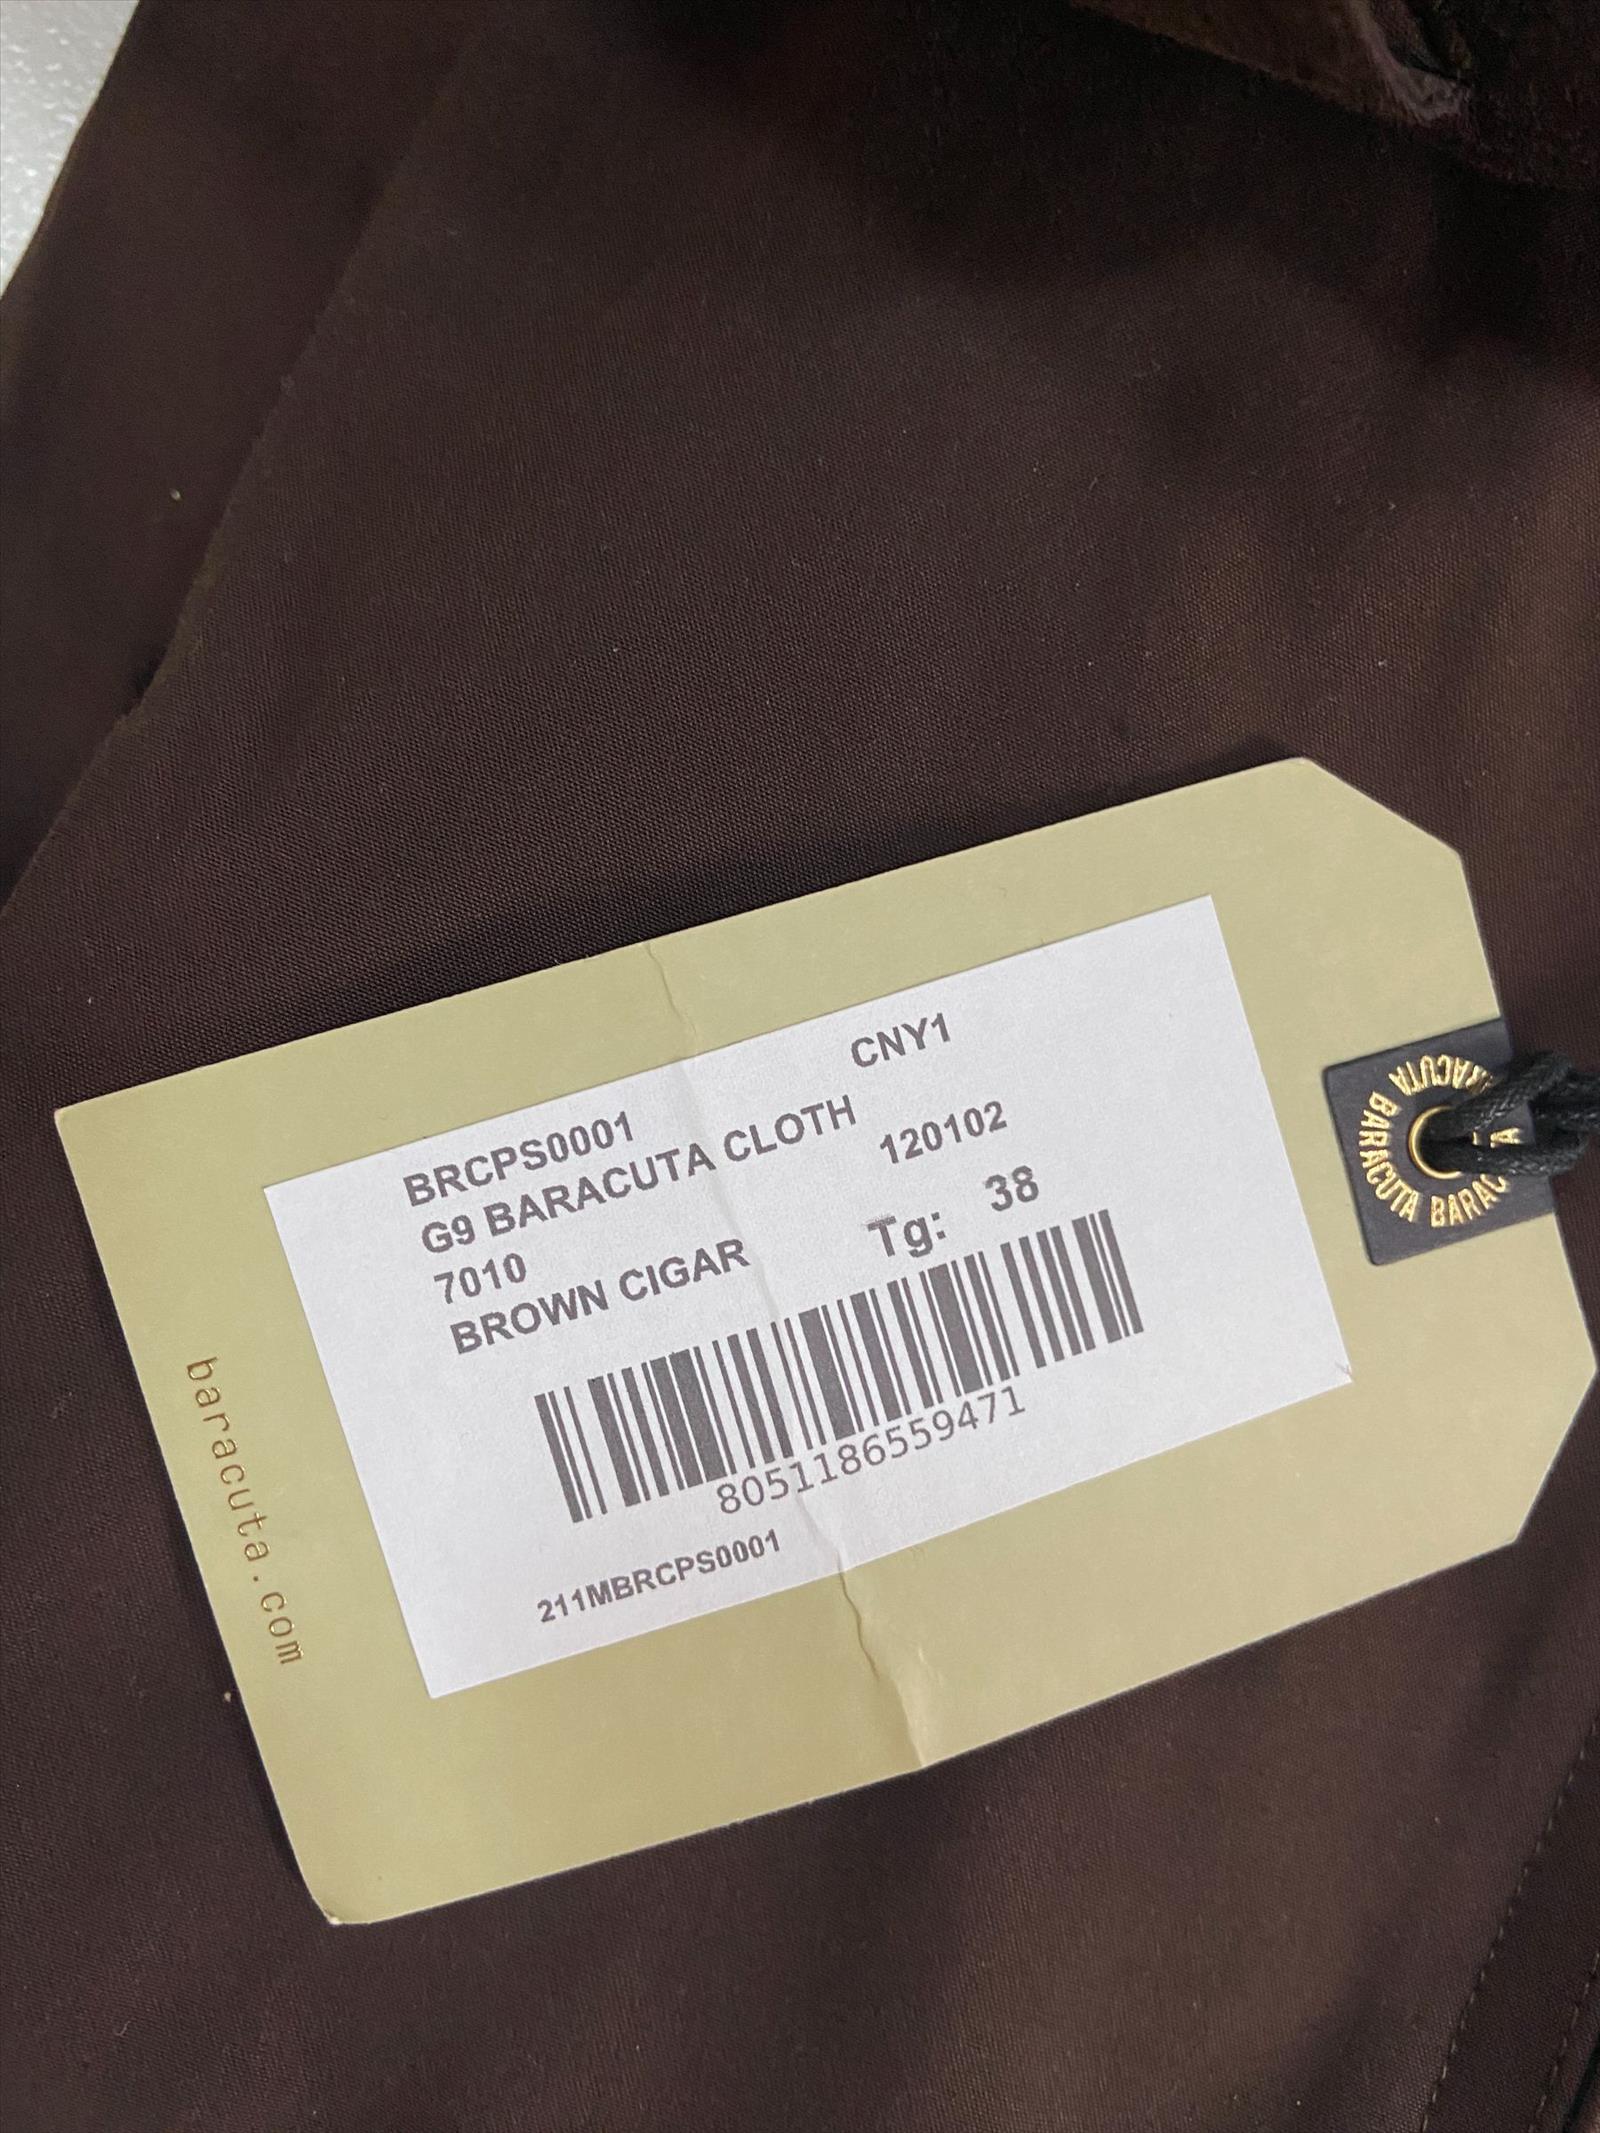 BRCPS0001 CNY1
G9 BARACUTA CLOTH
7010 120102
BROWN CIGAR Tg: 38
8051186559471
211MBRCPS0001
baracuta.com
BARACUTA BARACUTA